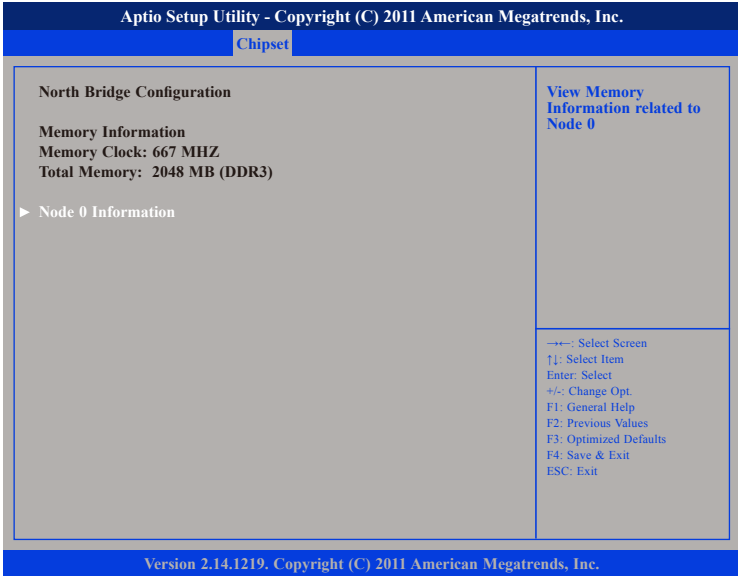 Aptio Setup Utility - Copyright (C) 2011 American Megatrends, Inc.
Chipset
North Bridge Configuration
Memory Information
Memory Clock: 667 MHZ
Total Memory: 2048 MB (DDR3)
► Node 0 Information
View Memory
Information related to
Node 0
→←: Select Screen
↑↓: Select Item
Enter: Select
+/-: Change Opt.
F1: General Help
F2: Previous Values
F3: Optimized Defaults
F4: Save & Exit
ESC: Exit
Version 2.14.1219. Copyright (C) 2011 American Megatrends, Inc.